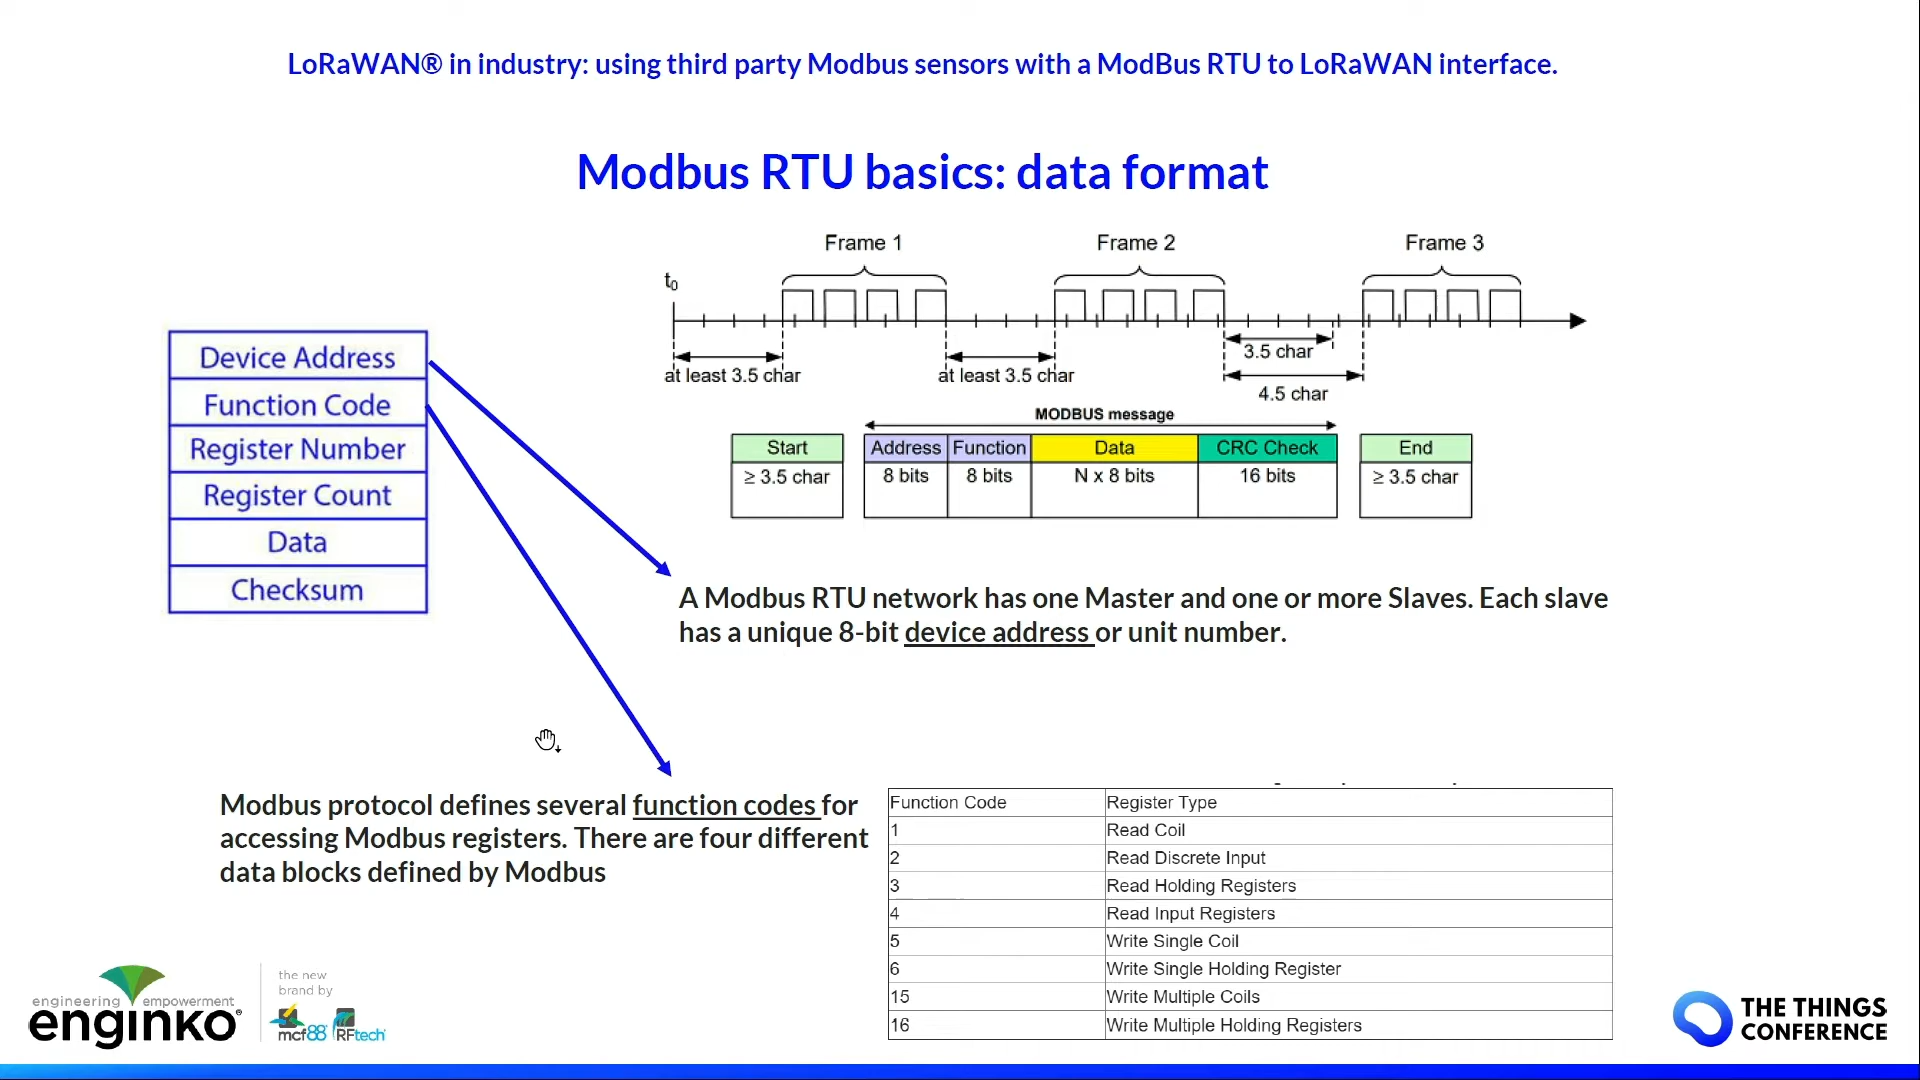 LoRaWAN® in industry: using third party Modbus sensors with a ModBus RTU to LoRaWAN interface.
Modbus RTU basics: data format
Frame 1 Frame 2 Frame 3
t0
3.5 char
at least 3.5 char at least 3.5 char
4.5 char
MODBUS message
Start Address Function Data CRC Check End
≥ 3.5 char 8 bits 8 bits N x 8 bits 16 bits ≥ 3.5 char
Device Address
Function Code
Register Number
Register Count
Data
Checksum
A Modbus RTU network has one Master and one or more Slaves. Each slave
has a unique 8-bit device address or unit number.
Modbus protocol defines several function codes for
accessing Modbus registers. There are four different
data blocks defined by Modbus
Function Code Register Type
1 Read Coil
2 Read Discrete Input
3 Read Holding Registers
4 Read Input Registers
5 Write Single Coil
6 Write Single Holding Register
15 Write Multiple Coils
16 Write Multiple Holding Registers
engineering empowerment
enginko®
the new
brand by
mcf88® RFtech
THE THINGS
CONFERENCE